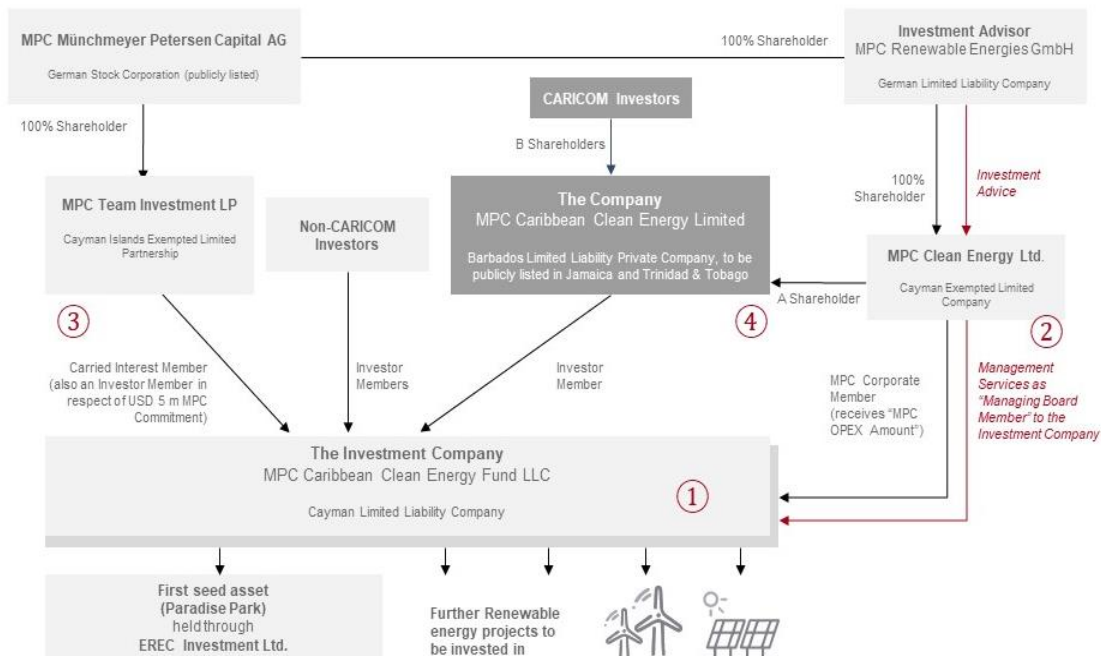 MPC Münchmeyer Petersen Capital AG
German Stock Corporation (publicly listed)
100% Shareholder
Investment Advisor
MPC Renewable Energies GmbH
German Limited Liability Company
CARICOM Investors
100% Shareholder
B Shareholders
100%
Shareholder
Investment
Advice
MPC Team Investment LP
Cayman Islands Exempted Limited
Partnership
Non-CARICOM
Investors
The Company
MPC Caribbean Clean Energy Limited
Barbados Limited Liability Private Company, to be
publicly listed in Jamaica and Trinidad & Tobago
MPC Clean Energy Ltd.
Cayman Exempted Limited
Company
A Shareholder
3
4
2
Carried Interest Member
(also an Investor Member in
respect of USD 5 m MPC
Commitment)
Investor
Members
Investor
Member
MPC Corporate
Member
(receives “MPC
OPEX Amount”)
Management
Services as
“Managing Board
Member” to the
Investment Company
The Investment Company
MPC Caribbean Clean Energy Fund LLC
Cayman Limited Liability Company
1
First seed asset
(Paradise Park)
held through
EREC Investment Ltd.
Further Renewable
energy projects to
be invested in